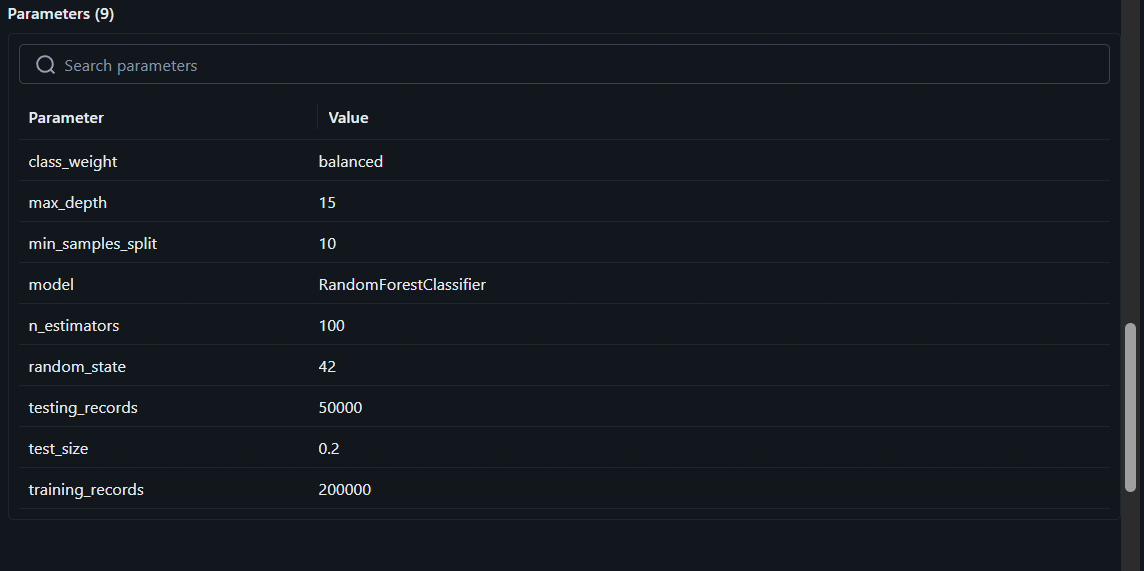 Parameters (9)
Search parameters
Parameter Value
class_weight balanced
max_depth 15
min_samples_split 10
model RandomForestClassifier
n_estimators 100
random_state 42
testing_records 50000
test_size 0.2
training_records 200000